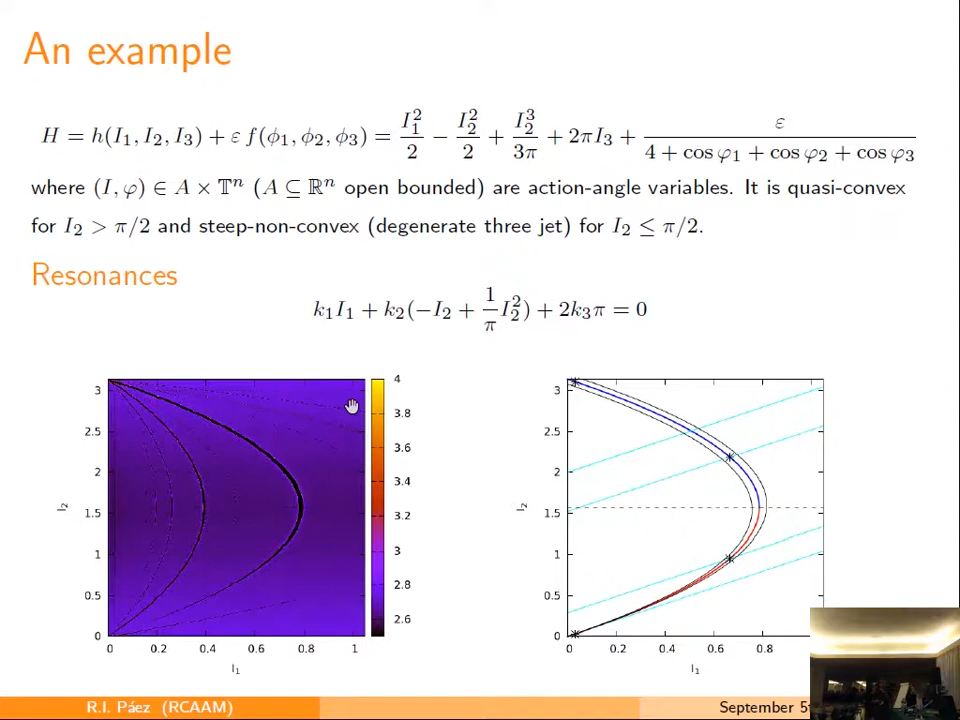 An example
H = h(I₁, I₂, I₃) + ε f(ϕ₁, ϕ₂, ϕ₃) = I₁²/2 − I₂²/2 + I₂³/3π + 2πI₃ + ε/(4 + cos φ₁ + cos φ₂ + cos φ₃)
where (I, φ) ∈ A × 𝕋ⁿ (A ⊆ ℝⁿ open bounded) are action-angle variables. It is quasi-convex
for I₂ > π/2 and steep-non-convex (degenerate three jet) for I₂ ≤ π/2.
Resonances
k₁I₁ + k₂(−I₂ + 1/π I₂²) + 2k₃π = 0
3
2.5
2
1.5
1
0.5
0
I₂
0 0.2 0.4 0.6 0.8 1
I₁
4
3.8
3.6
3.4
3.2
3
2.8
2.6
3
2.5
2
1.5
1
0.5
0
I₂
0 0.2 0.4 0.6 0.8
I₁
R.I. Páez (RCAAM)
September 5